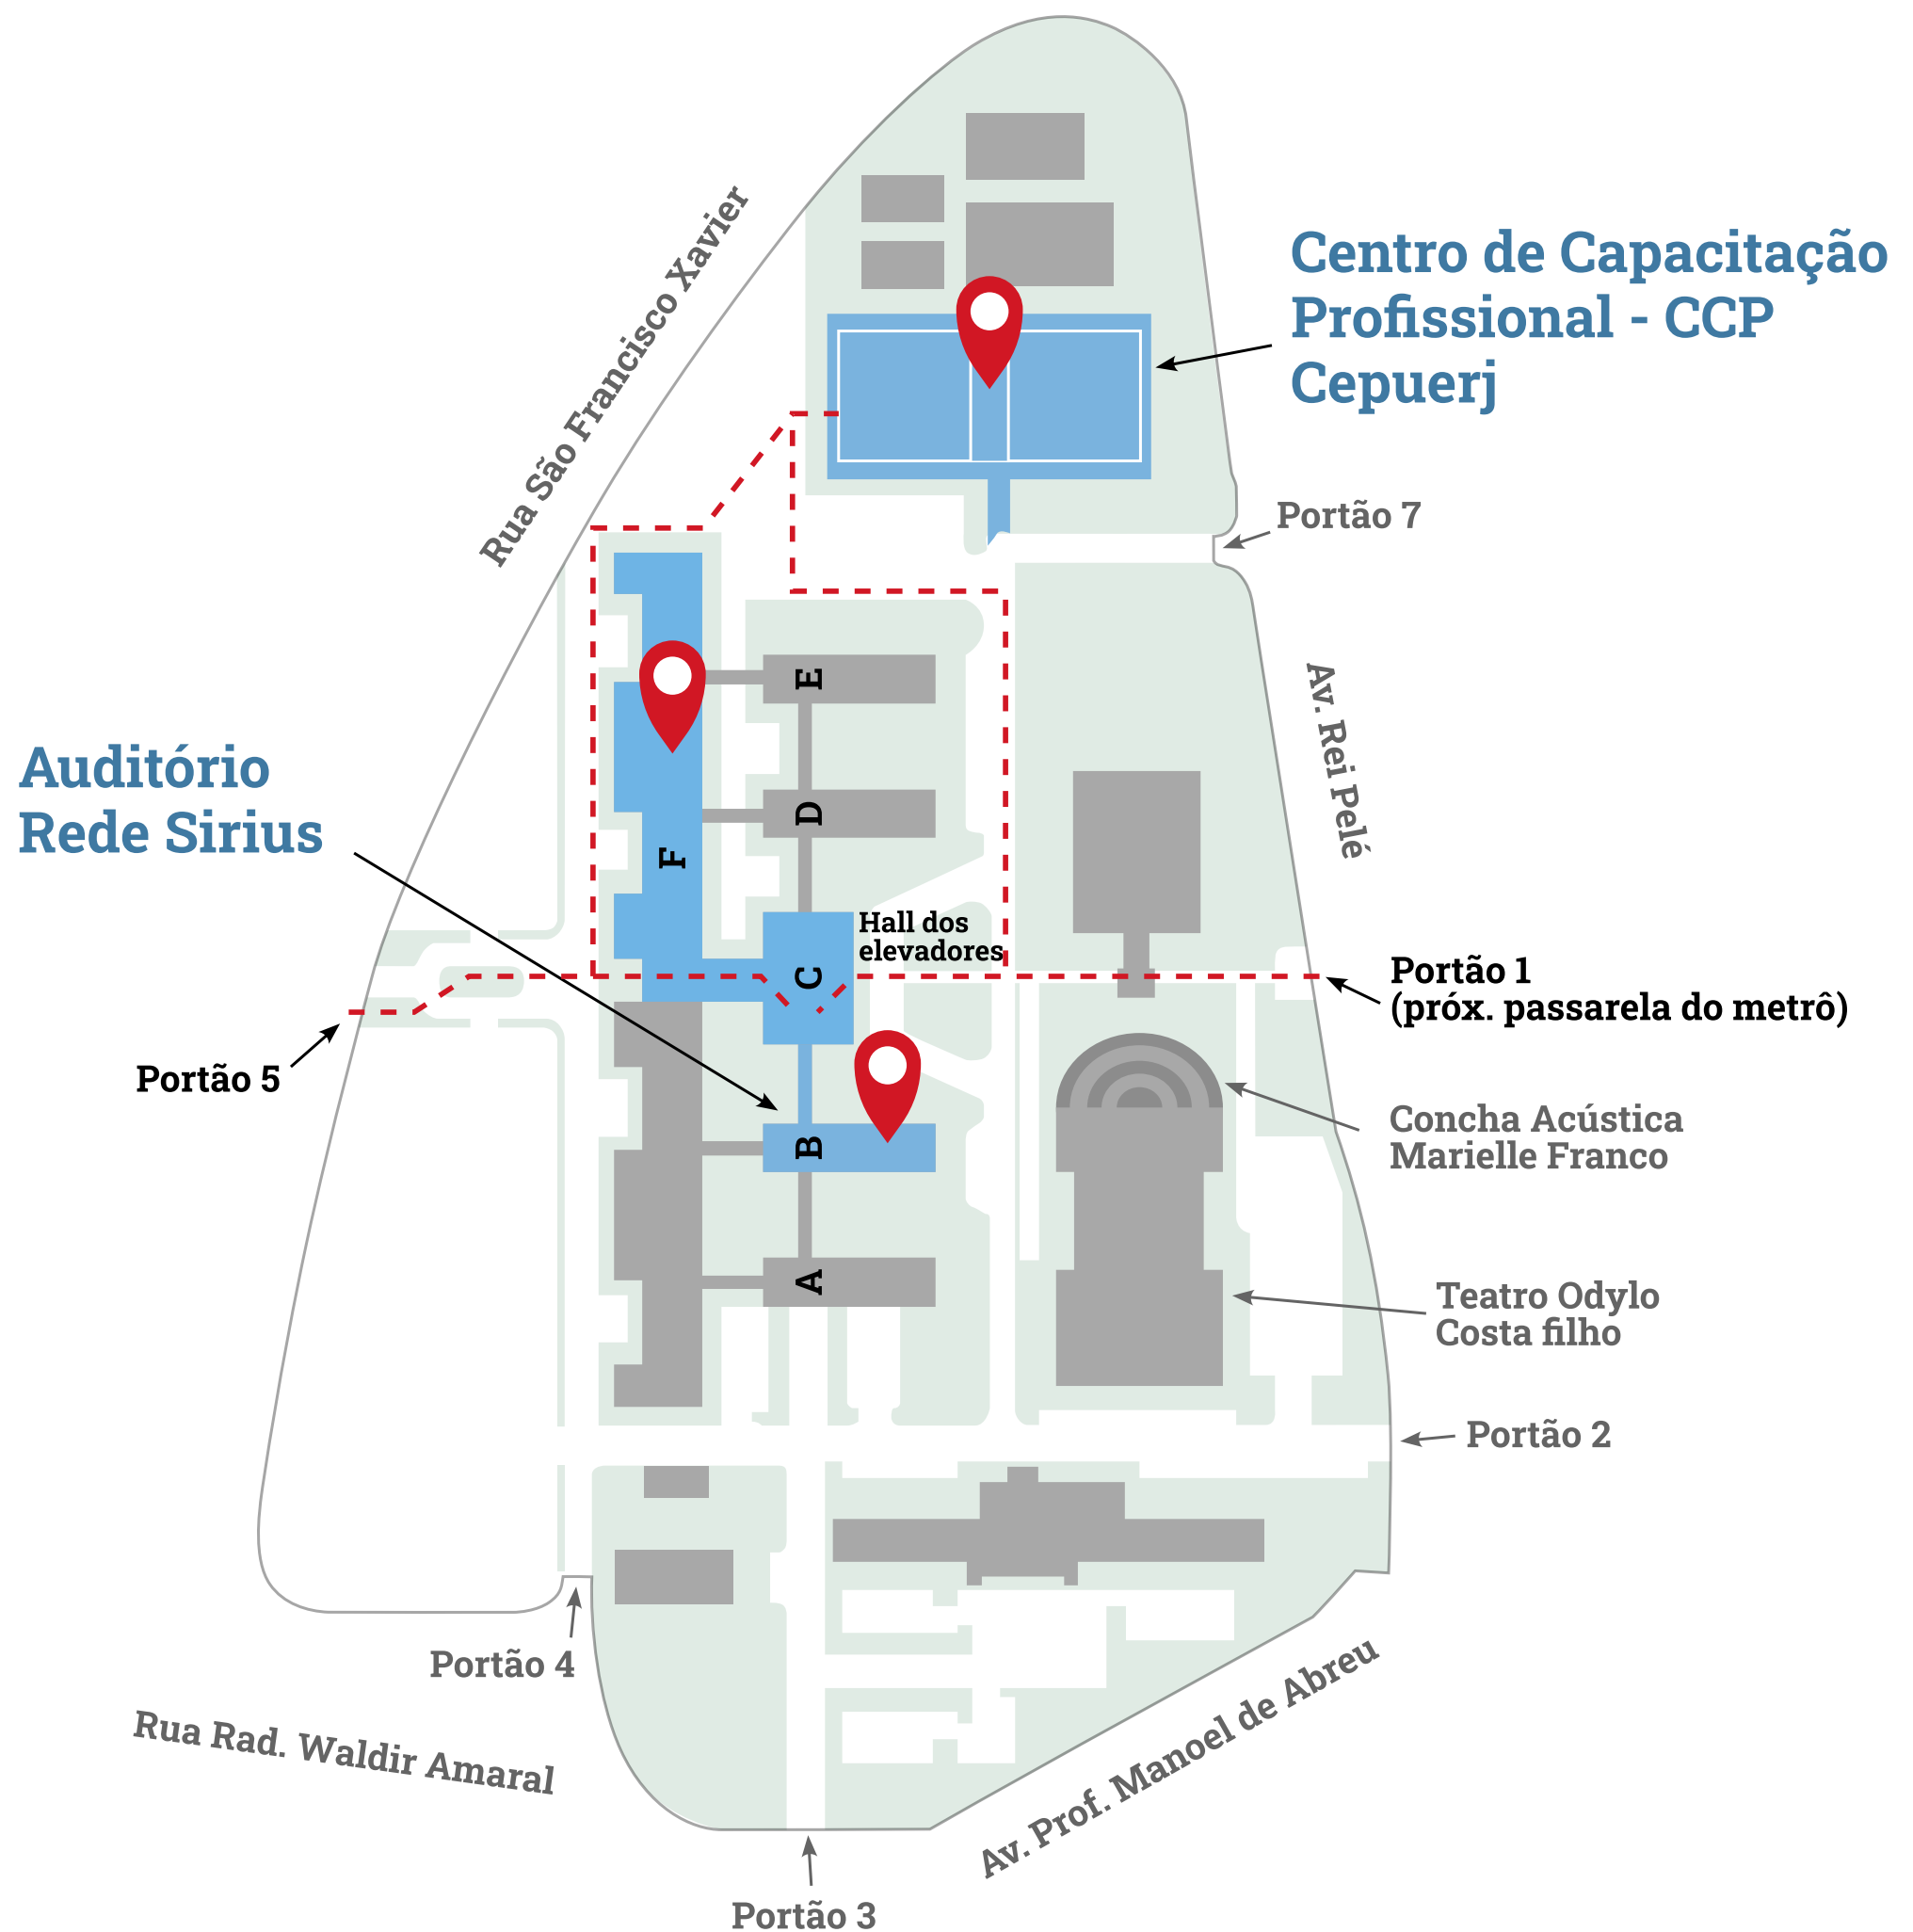 Rua São Francisco Xavier
Centro de Capacitação
Profissional - CCP
Cepuerj
Portão 7
Av. Rei Pelé
E
Auditório
Rede Sirius
D
F
Hall dos
elevadores
C
Portão 1
(próx. passarela do metrô)
Portão 5
Concha Acústica
Marielle Franco
B
A
Teatro Odylo
Costa filho
Portão 2
Portão 4
Rua Rad. Waldir Amaral
Av. Prof. Manoel de Abreu
Portão 3